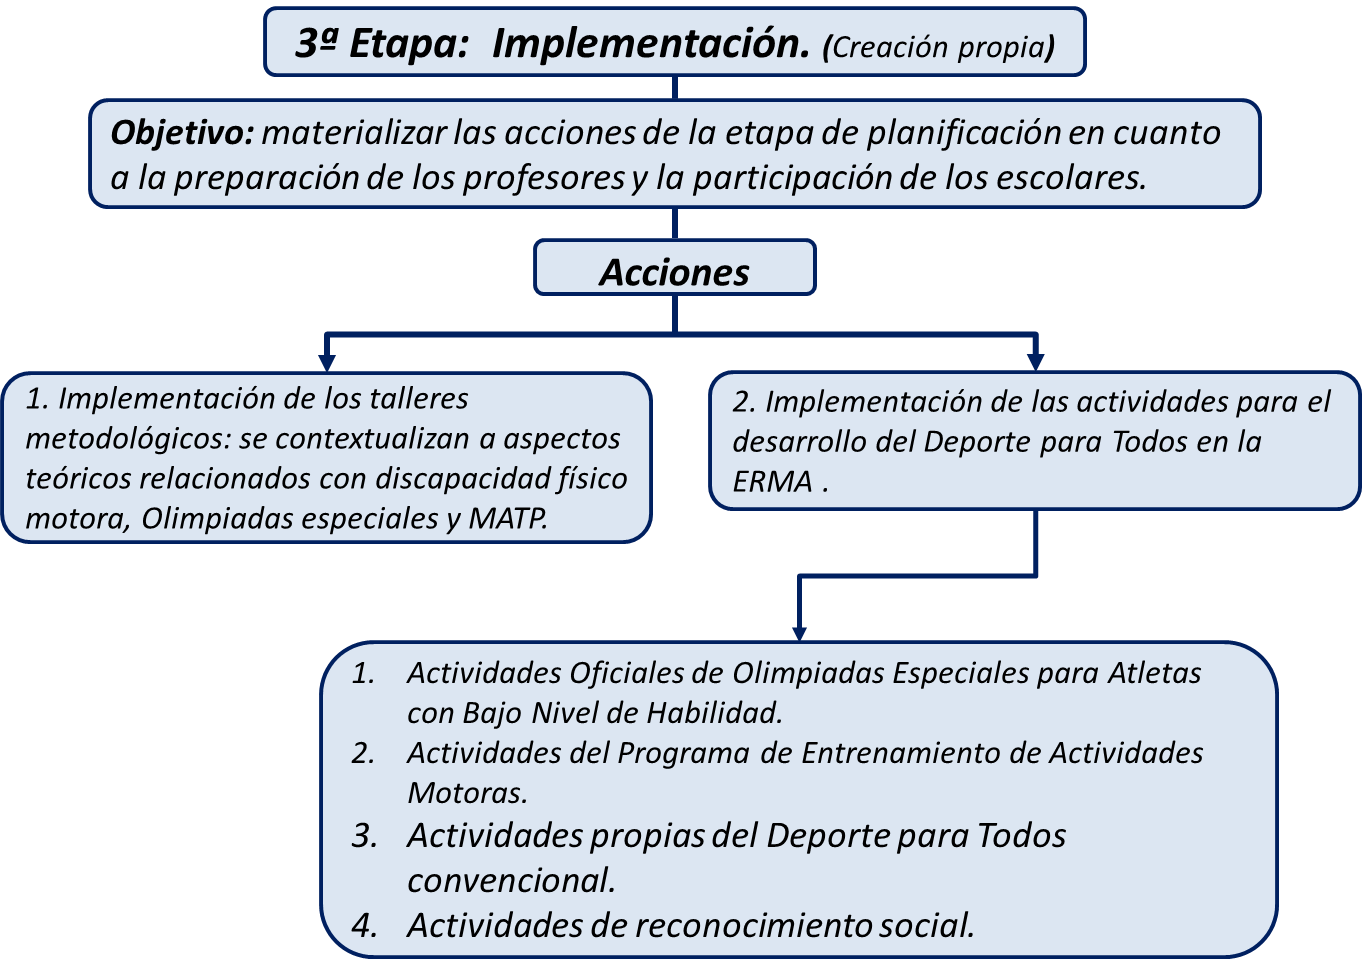 3ª Etapa:  Implementación. (Creación propia)
Objetivo: materializar las acciones de la etapa de planificación en cuanto
a la preparación de los profesores y la participación de los escolares.
Acciones
1. Implementación de los talleres
metodológicos: se contextualizan a aspectos
teóricos relacionados con discapacidad físico
motora, Olimpiadas especiales y MATP.
2. Implementación de las actividades para el
desarrollo del Deporte para Todos en la
ERMA .
1. Actividades Oficiales de Olimpiadas Especiales para Atletas
con Bajo Nivel de Habilidad.
2. Actividades del Programa de Entrenamiento de Actividades
Motoras.
3. Actividades propias del Deporte para Todos
convencional.
4. Actividades de reconocimiento social.